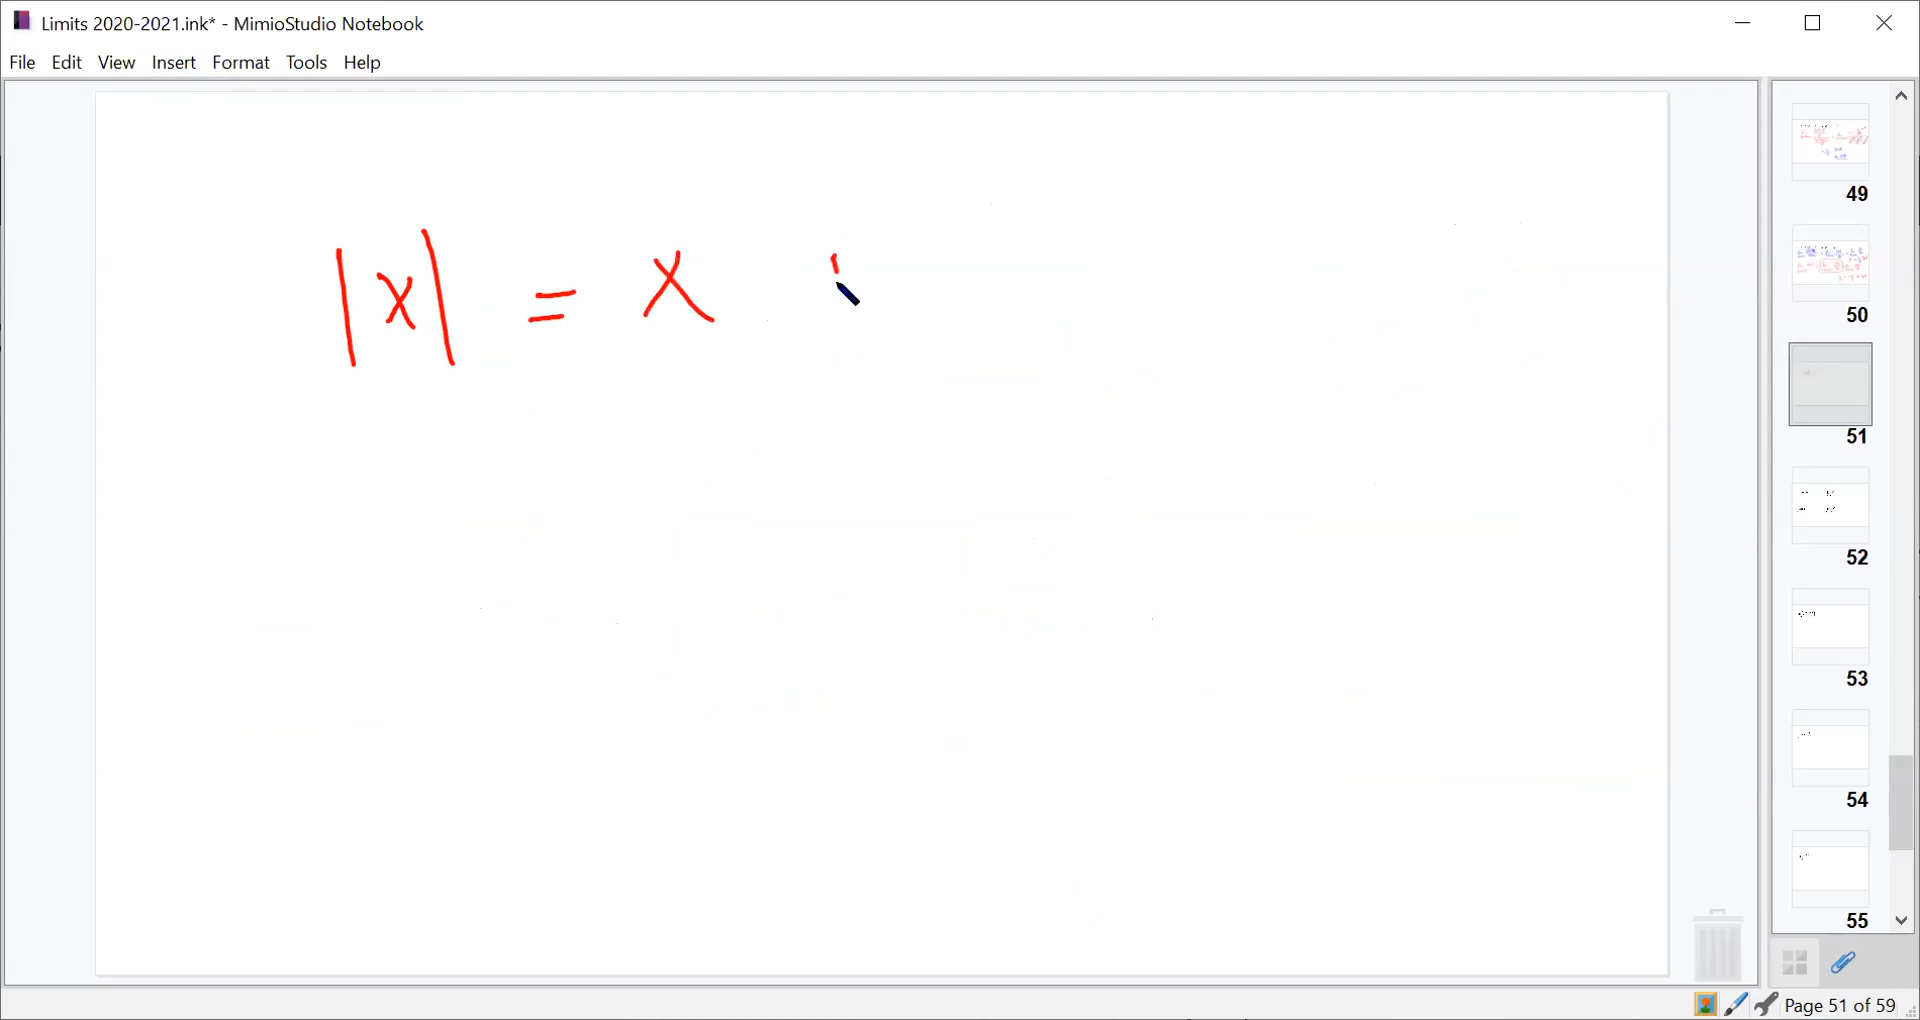 Limits 2020-2021.ink* - MimioStudio Notebook
File Edit View Insert Format Tools Help
|x| = x
49
50
51
52
53
54
55
Page 51 of 59